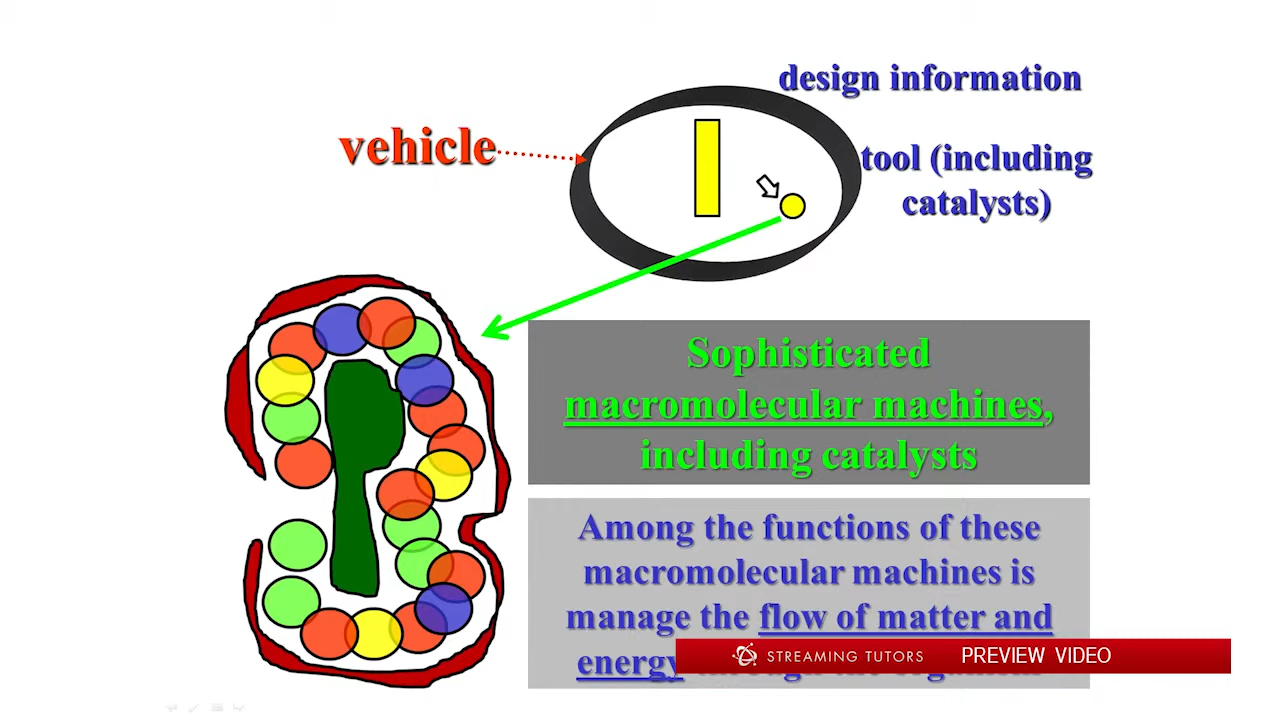 design information
vehicle
tool (including
catalysts)
Sophisticated
macromolecular machines,
including catalysts
Among the functions of these
macromolecular machines is
manage the flow of matter and
energy
STREAMING TUTORS PREVIEW VIDEO